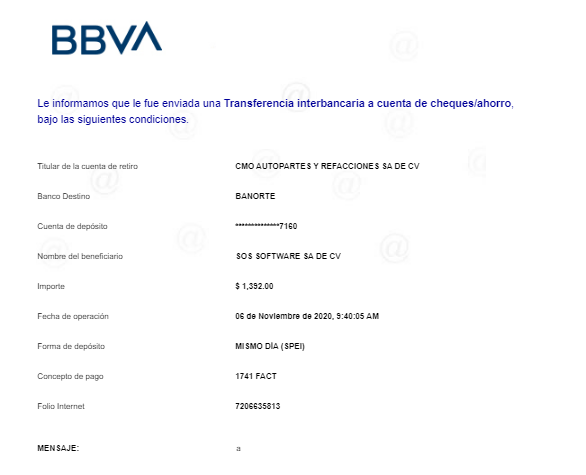 BBVA
Le informamos que le fue enviada una Transferencia interbancaria a cuenta de cheques/ahorro,
bajo las siguientes condiciones.
Titular de la cuenta de retiro CMO AUTOPARTES Y REFACCIONES SA DE CV
Banco Destino BANORTE
Cuenta de depósito **************7160
Nombre del beneficiario SOS SOFTWARE SA DE CV
Importe $ 1,392.00
Fecha de operación 06 de Noviembre de 2020, 9:40:05 AM
Forma de depósito MISMO DÍA (SPEI)
Concepto de pago 1741 FACT
Folio Internet 7206635813
MENSAJE: a